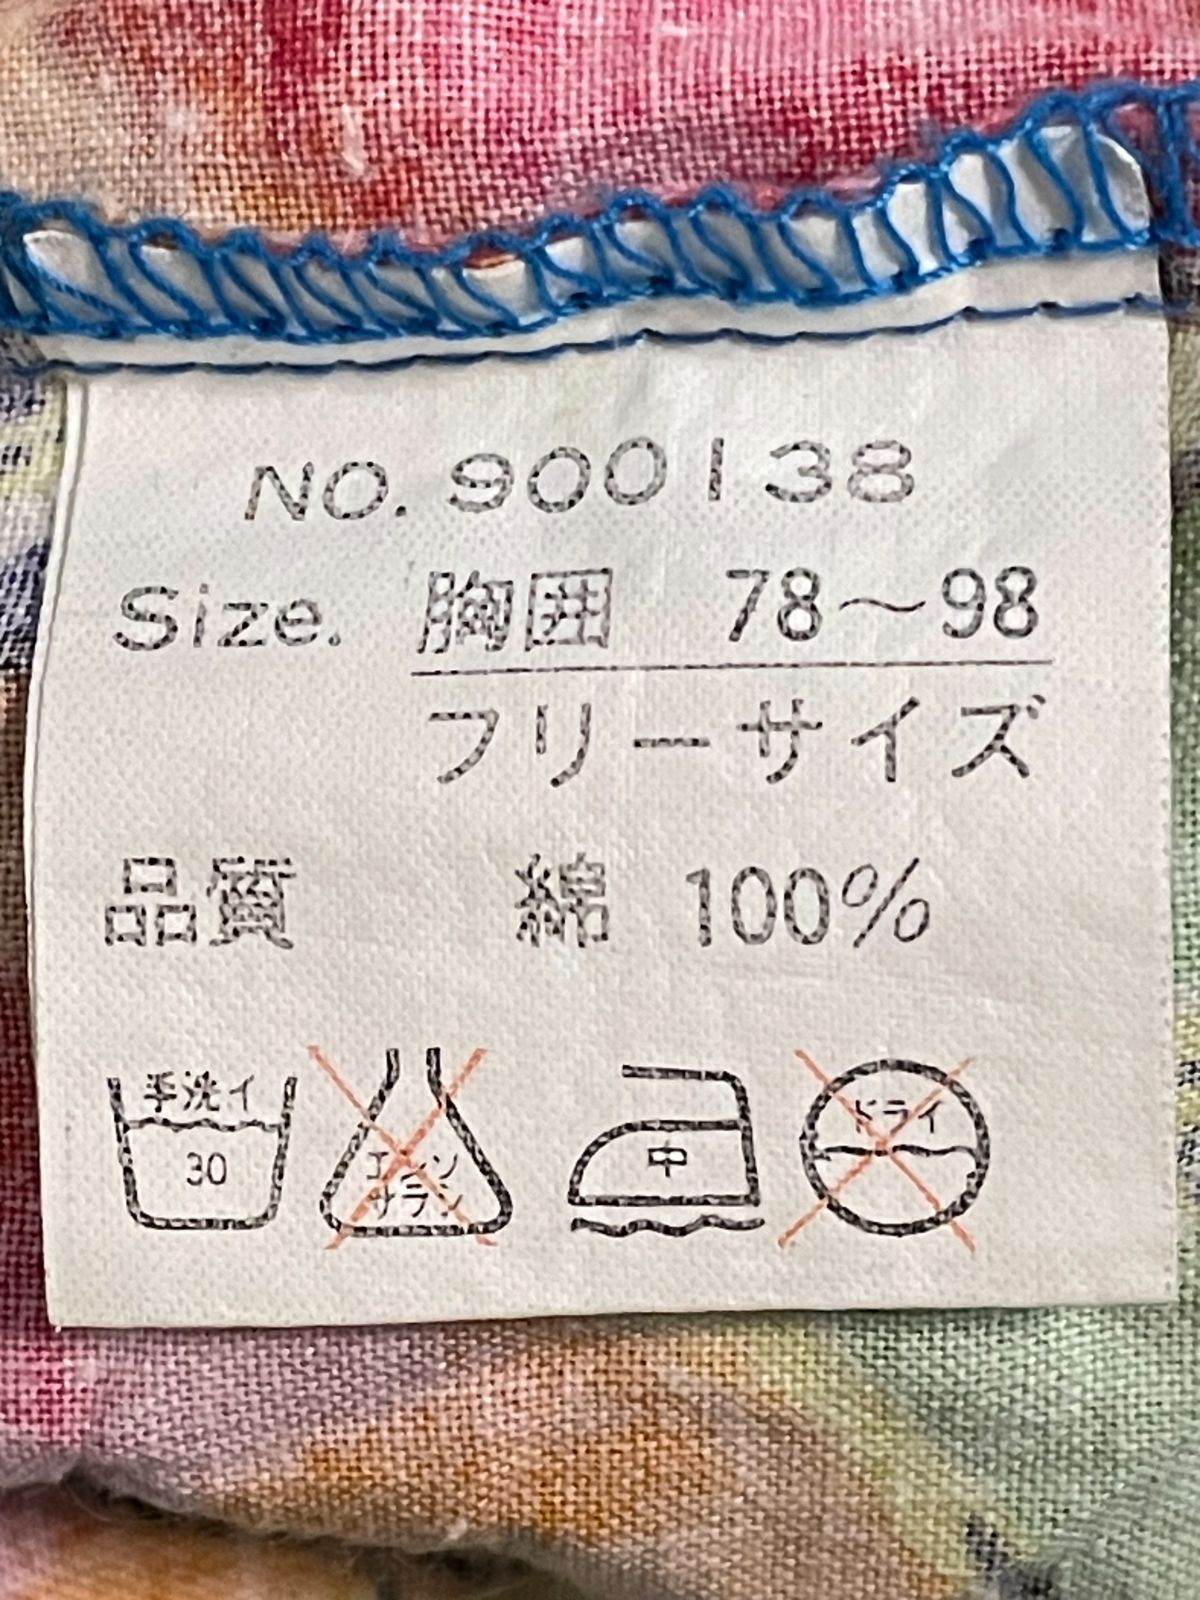 NO. 900138
Size. 胸囲 78～98
フリーサイズ
品質 綿 100%
手洗イ
30
エンソ
サラシ
中
ドライ